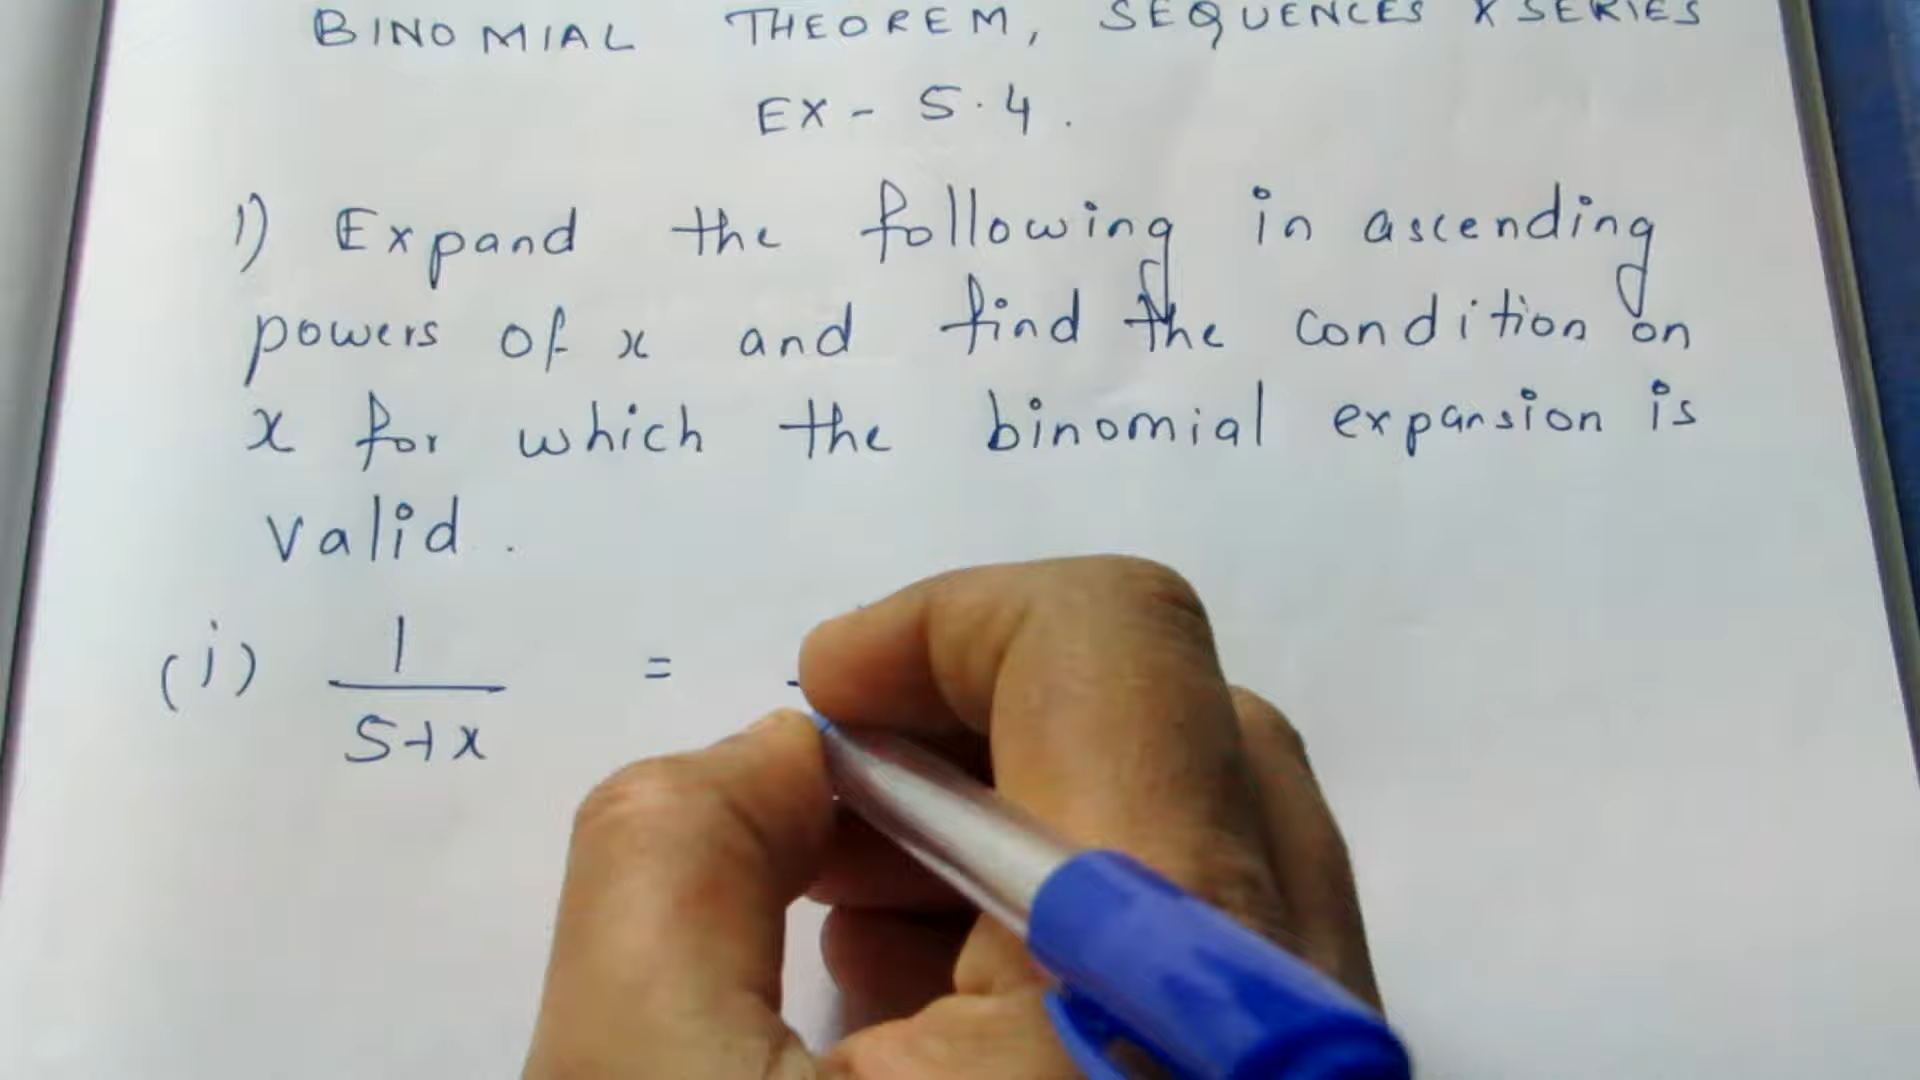 BINOMIAL THEOREM, SEQUENCES & SERIES
EX - 5.4.
1) Expand the following in ascending
powers of x and find the condition on
x for which the binomial expansion is
valid.
(i) 1/5+x =